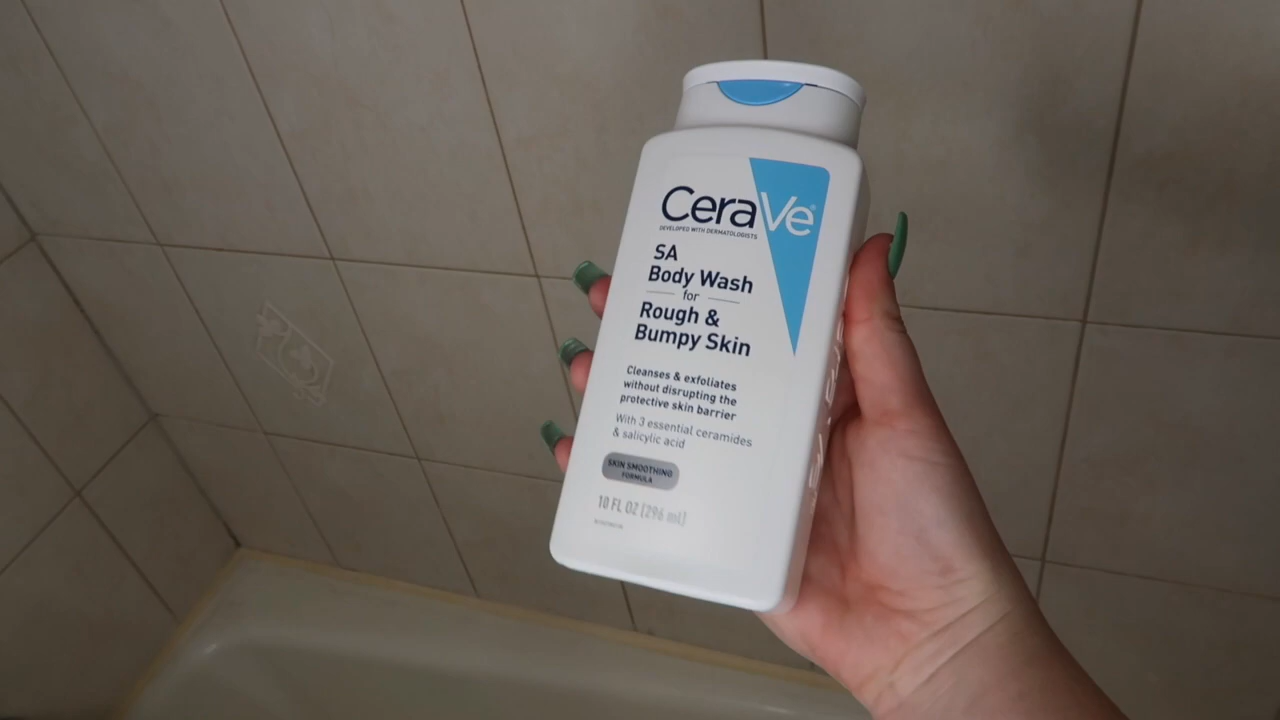 CeraVe®
DEVELOPED WITH DERMATOLOGISTS
SA
Body Wash
for
Rough &
Bumpy Skin
Cleanses & exfoliates
without disrupting the
protective skin barrier
With 3 essential ceramides
& salicylic acid
SKIN SMOOTHING
FORMULA
10 FL OZ (296 mL)